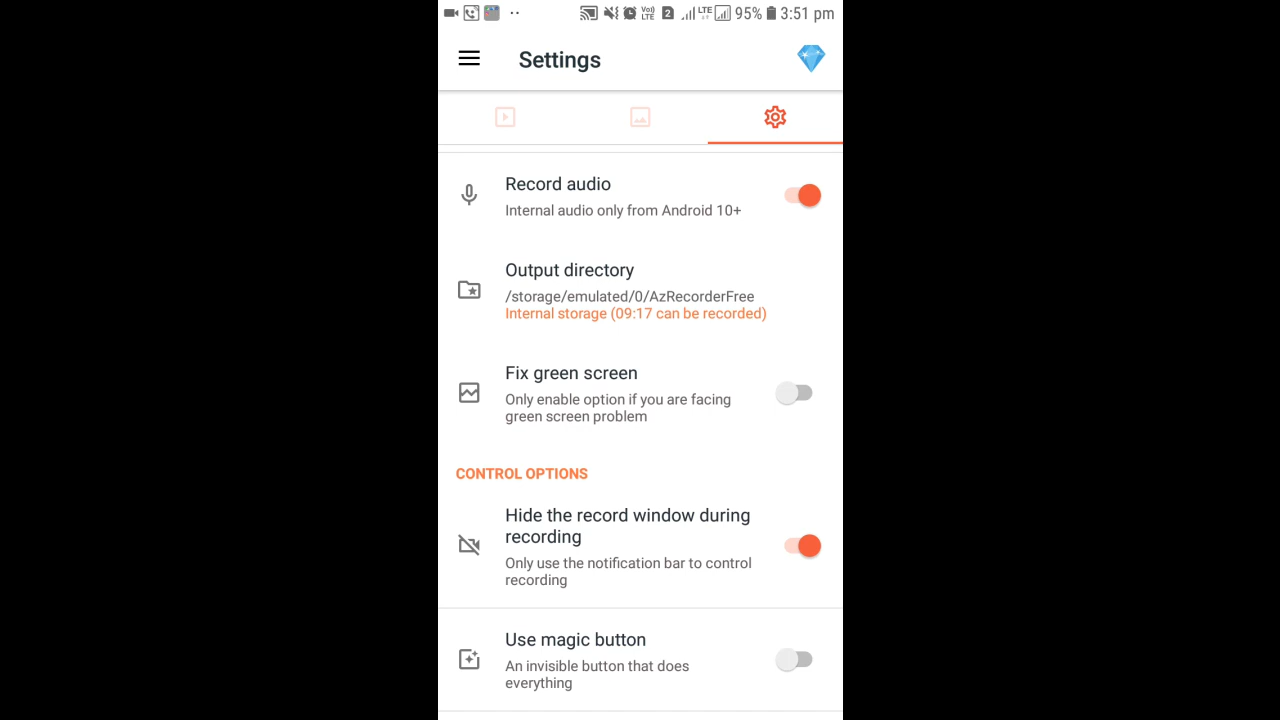 95% 3:51 pm
Settings
Record audio
Internal audio only from Android 10+
Output directory
/storage/emulated/0/AzRecorderFree
Internal storage (09:17 can be recorded)
Fix green screen
Only enable option if you are facing
green screen problem
CONTROL OPTIONS
Hide the record window during
recording
Only use the notification bar to control
recording
Use magic button
An invisible button that does
everything